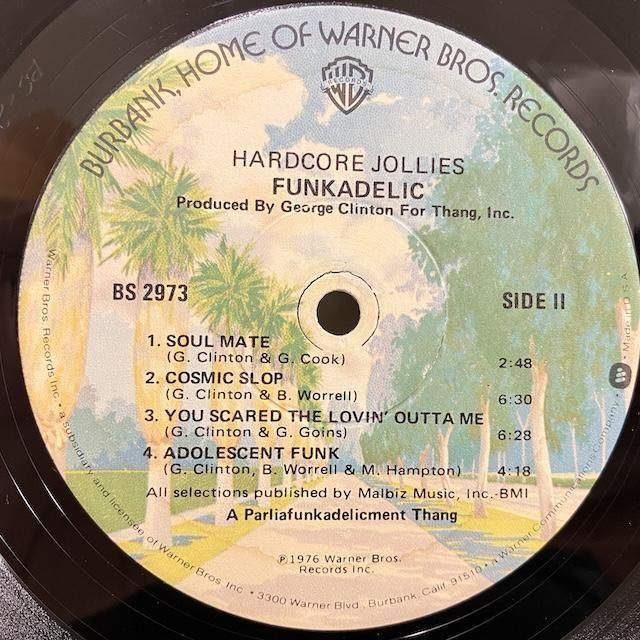 BURBANK, HOME OF WARNER BROS. RECORDS
RECORDS
HARDCORE JOLLIES
FUNKADELIC
Produced By George Clinton For Thang, Inc.
BS 2973
SIDE II
1. SOUL MATE
(G. Clinton & G. Cook) 2:48
2. COSMIC SLOP
(G. Clinton & B. Worrell) 6:30
3. YOU SCARED THE LOVIN' OUTTA ME
(G. Clinton & G. Goins) 6:28
4. ADOLESCENT FUNK
(G. Clinton, B. Worrell & M. Hampton) 4:18
All selections published by Malbiz Music, Inc.-BMI
A Parliafunkadelicment Thang
℗1976 Warner Bros.
Records Inc.
Warner Bros. Records Inc. • a subsidiary and licensee of Warner Bros. Inc. • 3300 Warner Blvd., Burbank, Calif. 91510 • a Warner Communications Company • Made in U.S.A.